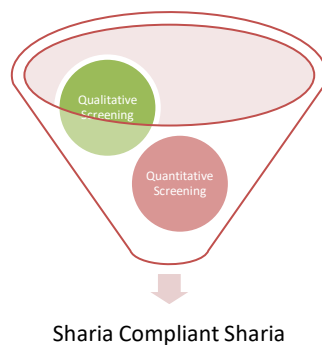 Qualitative
Screening
Quantitative
Screening
Sharia Compliant Sharia